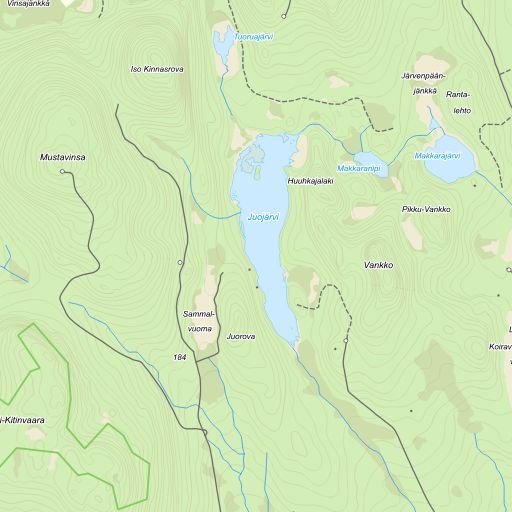 Vinsajänkkä
Tuoruajärvi
Iso Kinnasrova
Järvenpään-
jänkkä
Ranta-
lehto
Mustavinsa
Makkarajärvi
Makkaranipi
Huuhkajalaki
Pikku-Vankko
Juojärvi
Vankko
Sammal-
vuoma
Juorova
184
Koirav
i-Kitinvaara